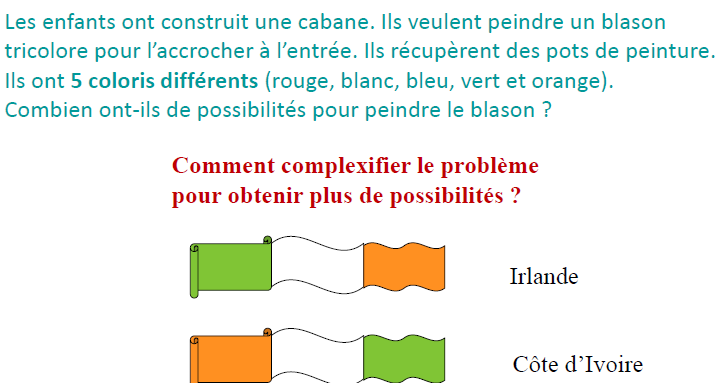 Les enfants ont construit une cabane. Ils veulent peindre un blason
tricolore pour l’accrocher à l’entrée. Ils récupèrent des pots de peinture.
Ils ont 5 coloris différents (rouge, blanc, bleu, vert et orange).
Combien ont-ils de possibilités pour peindre le blason ?
Comment complexifier le problème
pour obtenir plus de possibilités ?
Irlande
Côte d’Ivoire